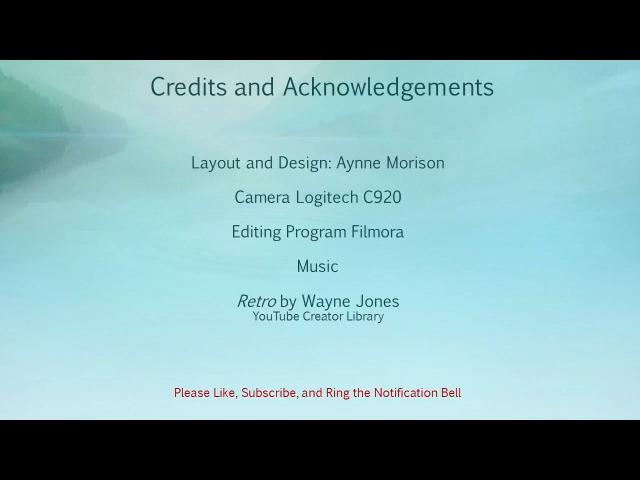 Credits and Acknowledgements
Layout and Design: Aynne Morison
Camera Logitech C920
Editing Program Filmora
Music
Retro by Wayne Jones
YouTube Creator Library
Please Like, Subscribe, and Ring the Notification Bell